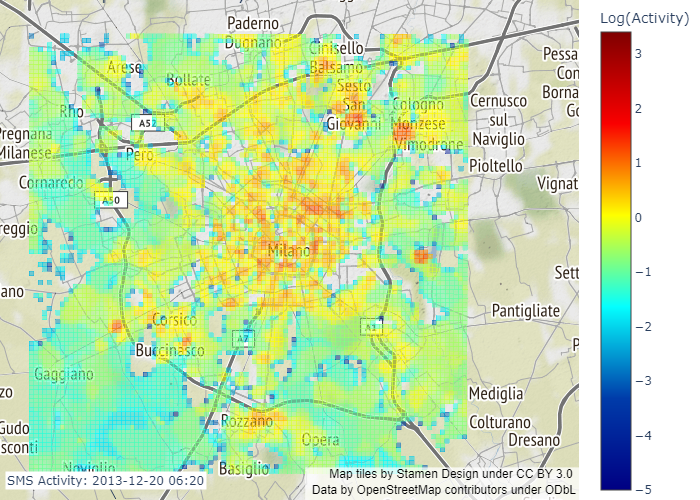 Log(Activity)
3
2
1
0
−1
−2
−3
−4
−5
Paderno
Dugnano
Cinisello
Balsamo
Arese
Bollate
Sesto
San
Giovanni
Rho
A52
Cologno
Monzese
Vimodrone
Cernusco
sul
Naviglio
Pessa
Con
Borna
Go
Pregnana
Milanese
Pero
Pioltello
Cornaredo
A50
Vignat
reggio
Milano
Sett
ano
Pantigliate
Corsico
A7
A1
Buccinasco
P
Gaggiano
zo
Mediglia
Rozzano
Colturano
Gudo
sconti
Opera
Dresano
Noviglio
Basiglio
SMS Activity: 2013-12-20 06:20
Map tiles by Stamen Design under CC BY 3.0
Data by OpenStreetMap contributors under ODbL